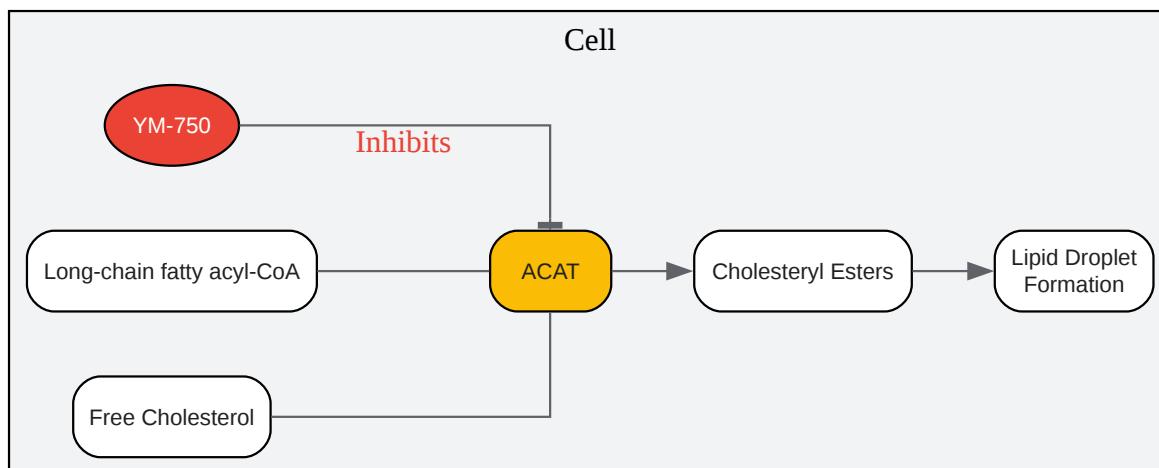 Cell
YM-750
Inhibits
Long-chain fatty acyl-CoA
ACAT
Cholesteryl Esters
Lipid Droplet
Formation
Free Cholesterol